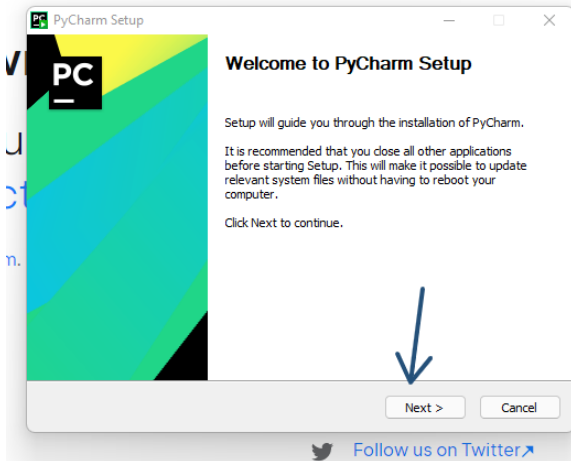 PyCharm Setup
PC
Welcome to PyCharm Setup
Setup will guide you through the installation of PyCharm.
It is recommended that you close all other applications
before starting Setup. This will make it possible to update
relevant system files without having to reboot your
computer.
Click Next to continue.
m.
Next >
Cancel
Follow us on Twitter↗